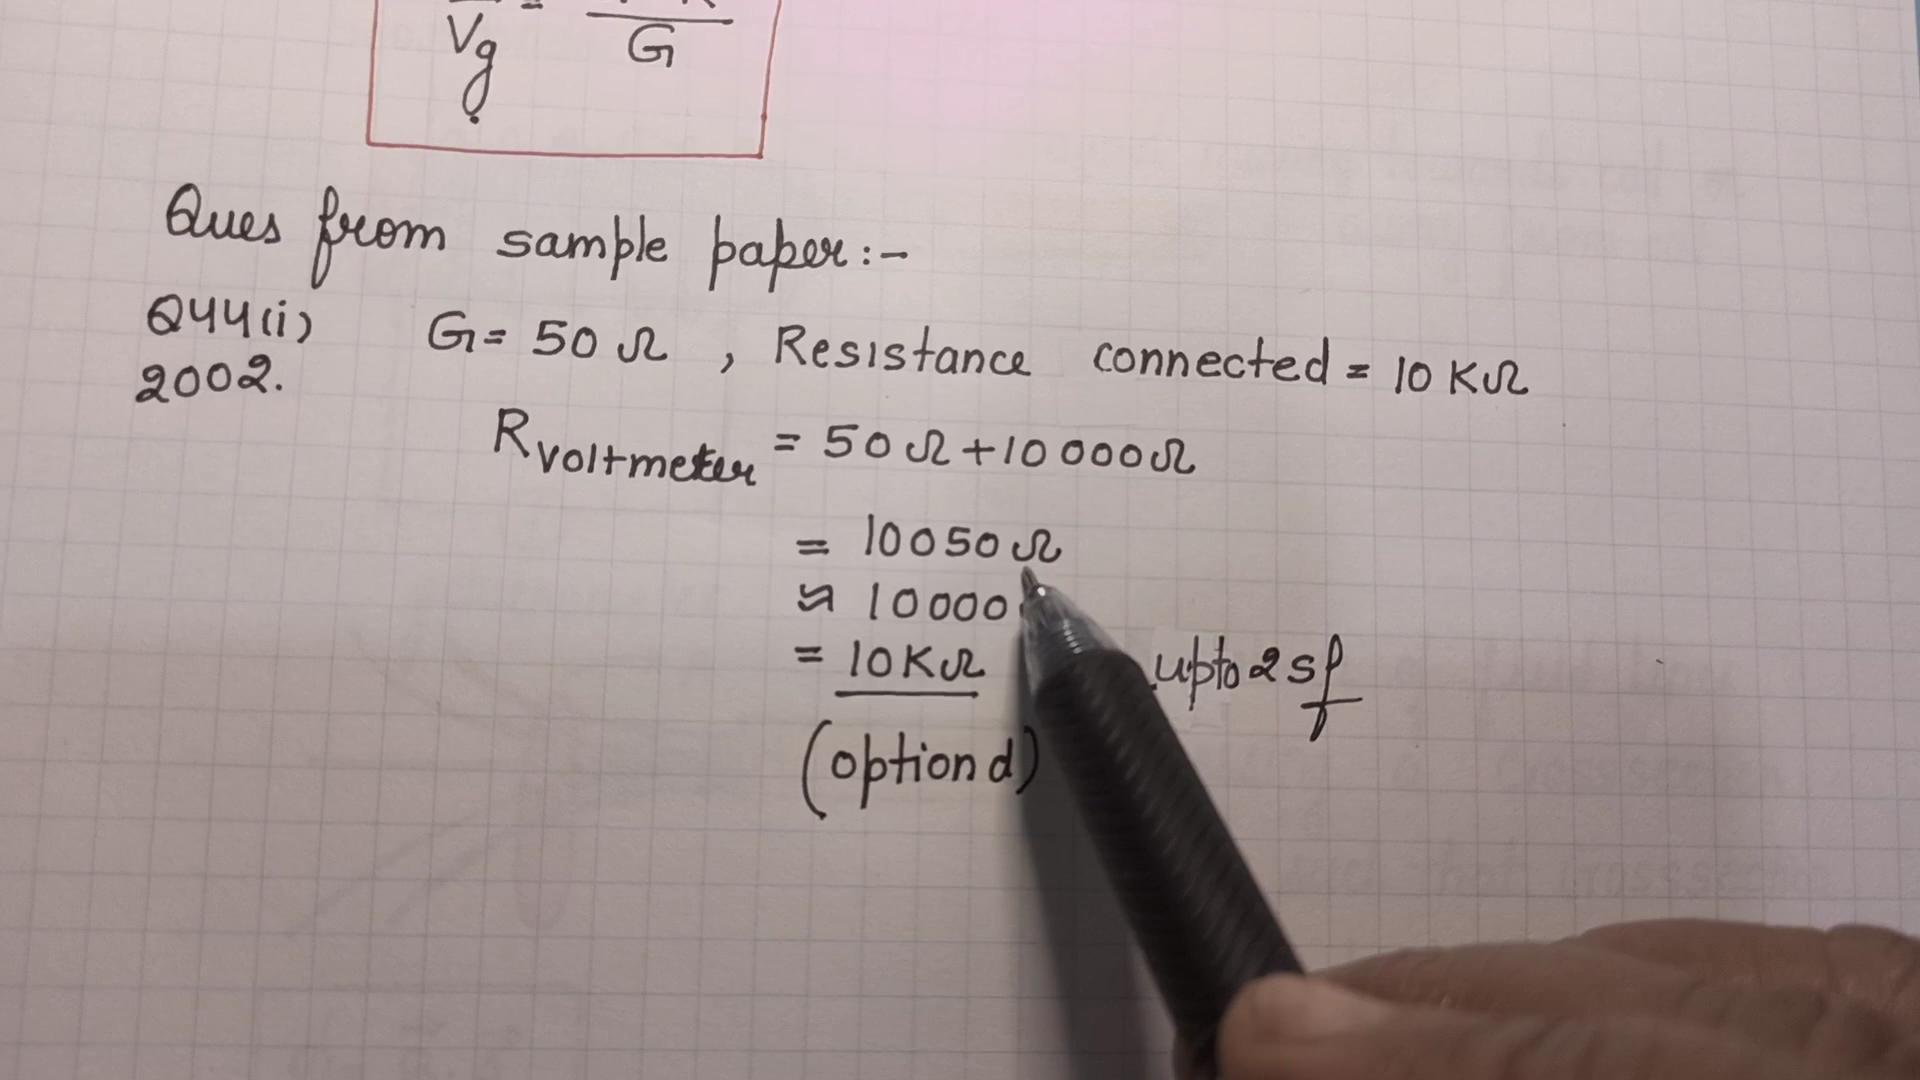 Vg = G
Ques from sample paper:-
Q44(i) G = 50 Ω , Resistance connected = 10 KΩ
2002.
Rvoltmeter = 50 Ω + 10000 Ω
= 10050 Ω
≈ 10000
= 10 KΩ upto 2 sf
(option d)